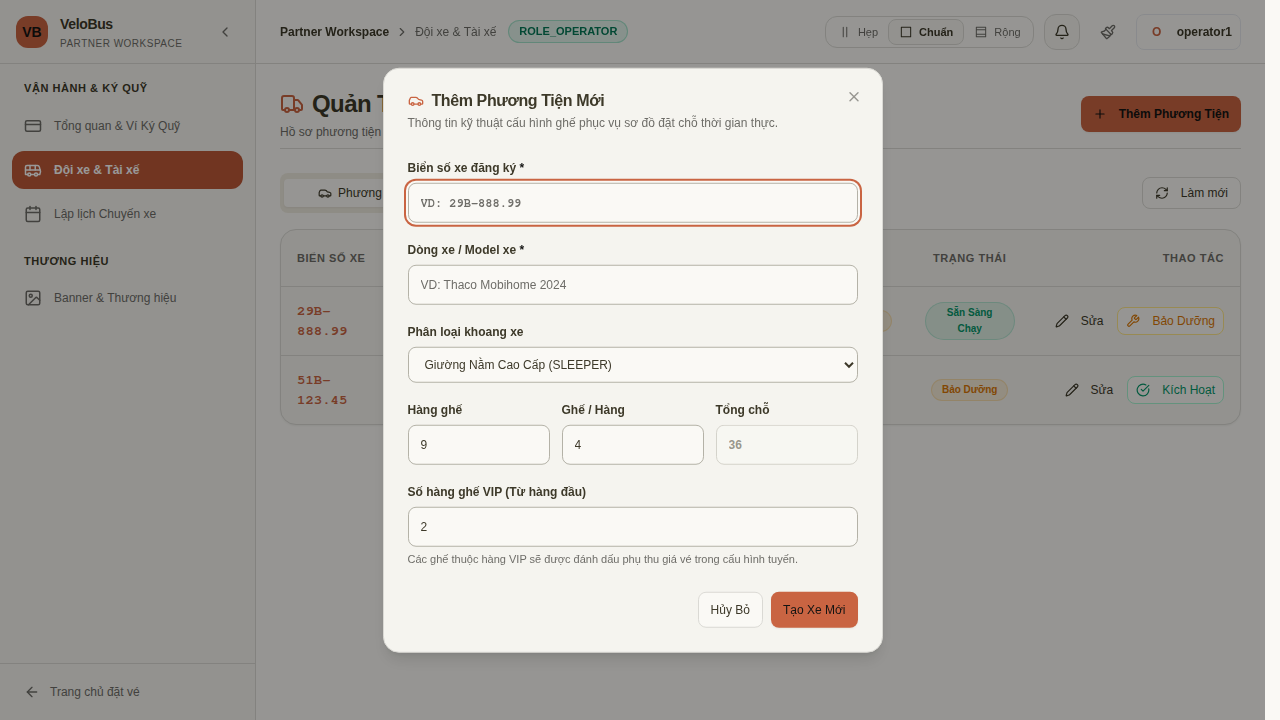 VB
VeloBus
PARTNER WORKSPACE
VẬN HÀNH & KÝ QUỸ
Tổng quan & Ví Ký Quỹ
Đội xe & Tài xế
Lập lịch Chuyến xe
THƯƠNG HIỆU
Banner & Thương hiệu
Trang chủ đặt vé
Partner Workspace
Đội xe & Tài xế
ROLE_OPERATOR
Hẹp
Chuẩn
Rộng
O
operator1
Quản
Hồ sơ phương tiện
Thêm Phương Tiện
Phương
Làm mới
BIỂN SỐ XE
TRẠNG THÁI
THAO TÁC
29B-
888.99
Sẵn Sàng
Chạy
Sửa
Bảo Dưỡng
51B-
123.45
Bảo Dưỡng
Sửa
Kích Hoạt
Thêm Phương Tiện Mới
Thông tin kỹ thuật cấu hình ghế phục vụ sơ đồ đặt chỗ thời gian thực.
Biển số xe đăng ký *
VD: 29B-888.99
Dòng xe / Model xe *
VD: Thaco Mobihome 2024
Phân loại khoang xe
Giường Nằm Cao Cấp (SLEEPER)
Hàng ghế
Ghế / Hàng
Tổng chỗ
9
4
36
Số hàng ghế VIP (Từ hàng đầu)
2
Các ghế thuộc hàng VIP sẽ được đánh dấu phụ thu giá vé trong cấu hình tuyến.
Hủy Bỏ
Tạo Xe Mới